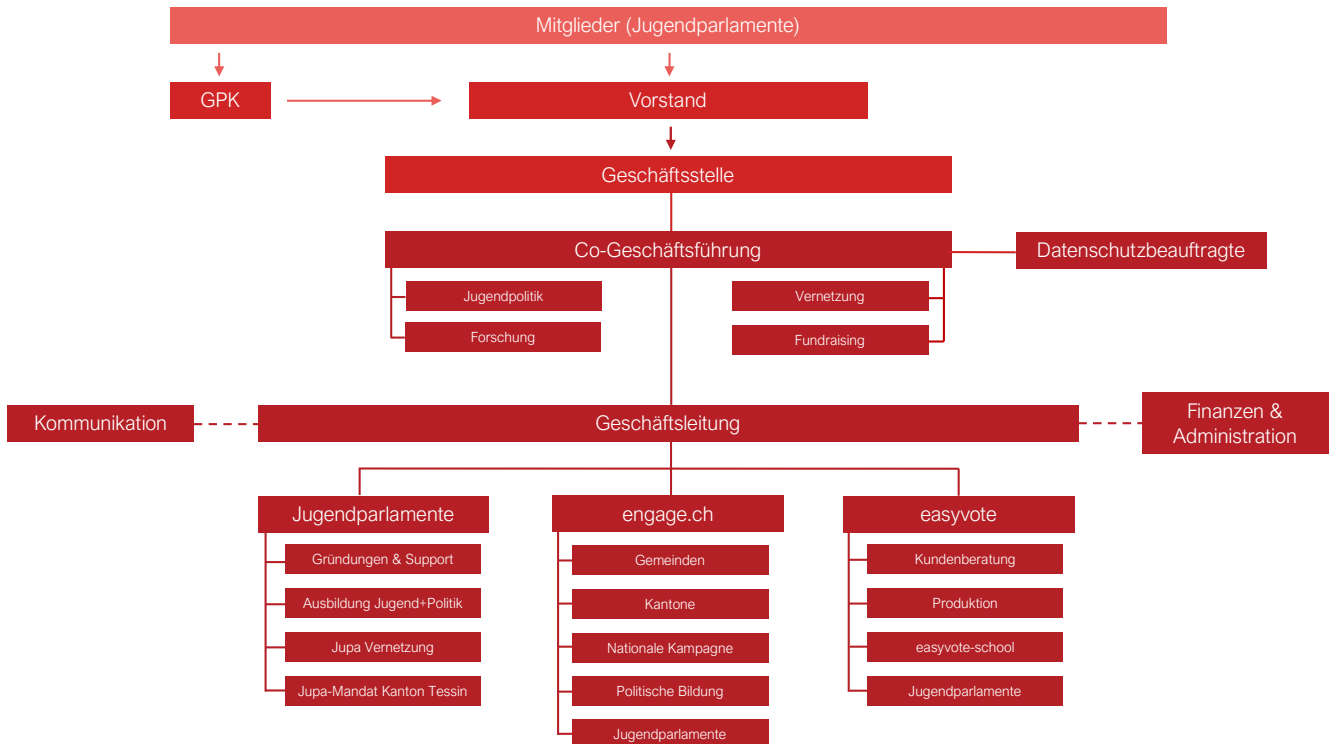 Mitglieder (Jugendparlamente)
GPK
Vorstand
Geschäftsstelle
Co-Geschäftsführung
Datenschutzbeauftragte
Jugendpolitik
Vernetzung
Forschung
Fundraising
Kommunikation
Geschäftsleitung
Finanzen &
Administration
Jugendparlamente
Gründungen & Support
Ausbildung Jugend+Politik
Jupa Vernetzung
Jupa-Mandat Kanton Tessin
engage.ch
Gemeinden
Kantone
Nationale Kampagne
Politische Bildung
Jugendparlamente
easyvote
Kundenberatung
Produktion
easyvote-school
Jugendparlamente